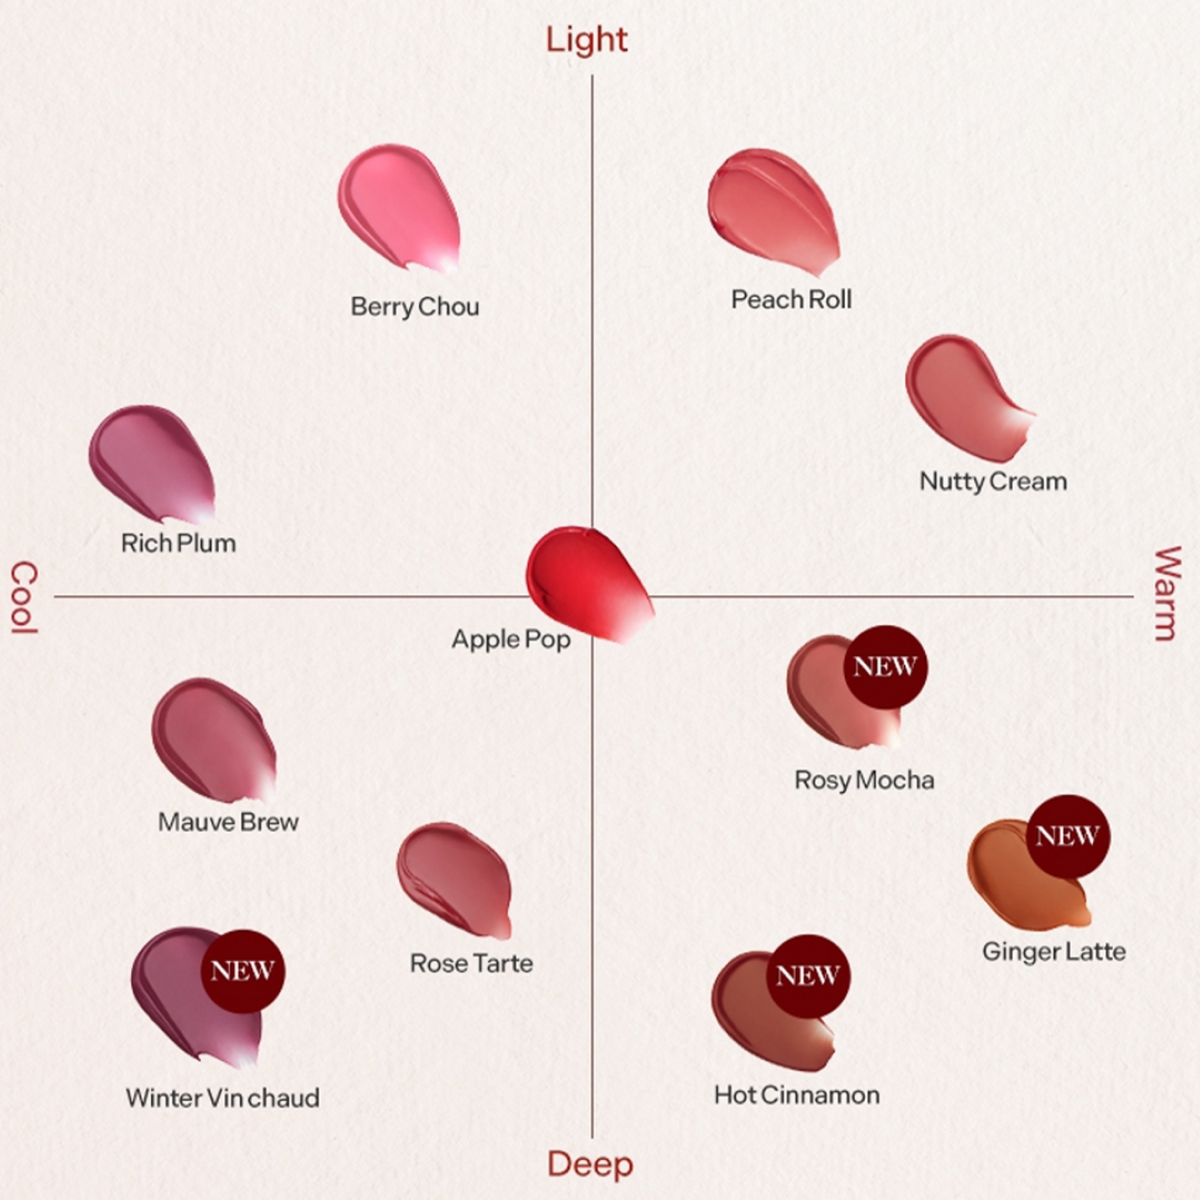 Light
Berry Chou
Peach Roll
Nutty Cream
Rich Plum
Cool
Warm
Apple Pop
NEW
Rosy Mocha
Mauve Brew
NEW
Ginger Latte
Rose Tarte
NEW
Winter Vin chaud
NEW
Hot Cinnamon
Deep